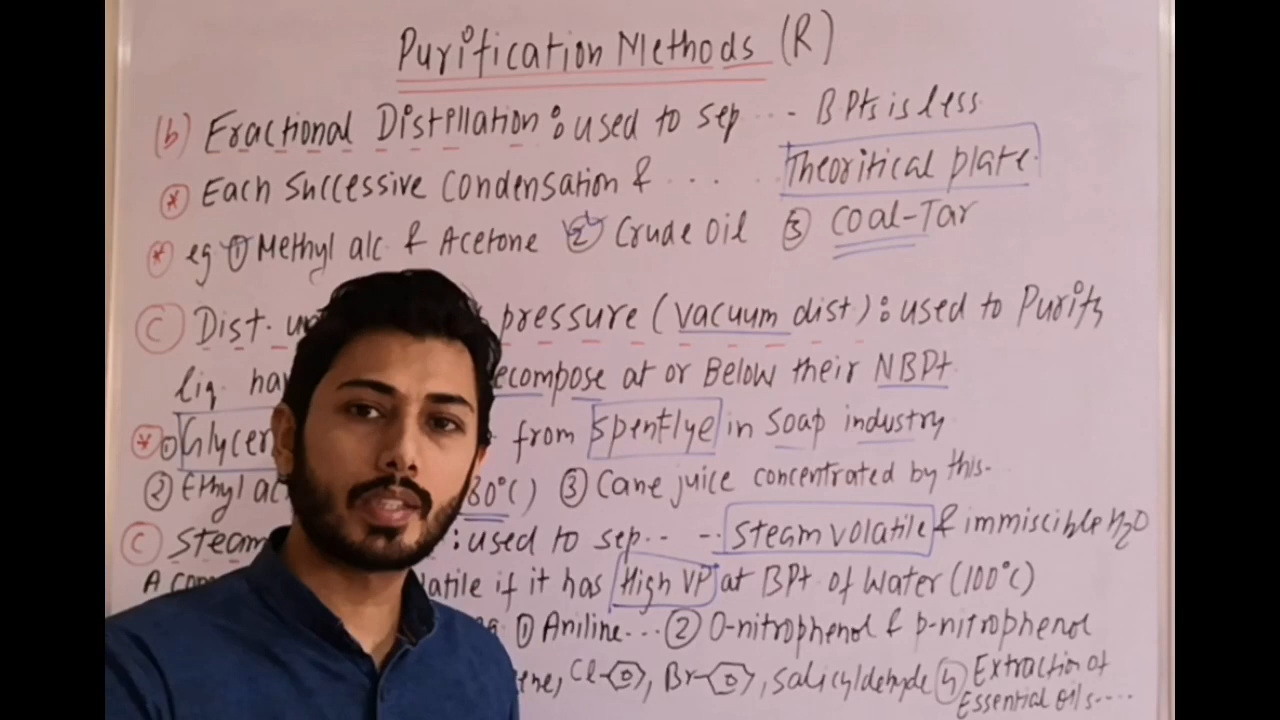 Purification Methods (R)
(b) Fractional Distillation : used to sep ... - BPts is less
* Each Successive Condensation & .... Theoritical plate.
* eg ① Methyl alc & Acetone ② Crude Oil ③ Coal-Tar
C Dist. pressure (vacuum dist.) : used to Purify
liq. ecompose at or Below their NBPt
* ① Glycer from Spentlye in Soap industry
② Ethyl 80°C) ③ Cane juice concentrated by this-
C Steam : used to sep.. -.. Steam volatile & immiscible H2O
A atile if it has High VP at BPt of Water (100°C)
① Aniline... ② O-nitrophenol & p-nitrophenol
ene, Cl-, Br-, Salicyldehyde ④ Extraction of
Essential Oils....